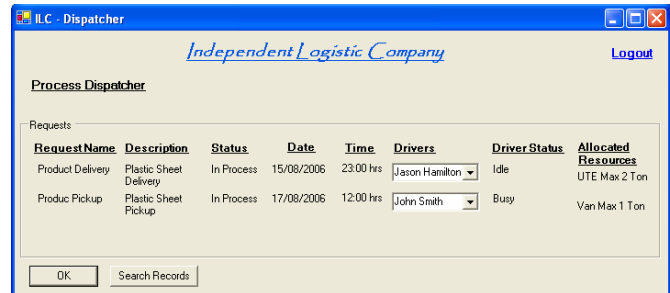 ILC - Dispatcher
Independent Logistic Company
Logout
Process Dispatcher
Requests
Request Name Description Status Date Time Drivers Driver Status Allocated Resources
Product Delivery Plastic Sheet Delivery In Process 15/08/2006 23:00 hrs Jason Hamilton Idle UTE Max 2 Ton
Produc Pickup Plastic Sheet Pickup In Process 17/08/2006 12:00 hrs John Smith Busy Van Max 1 Ton
OK Search Records